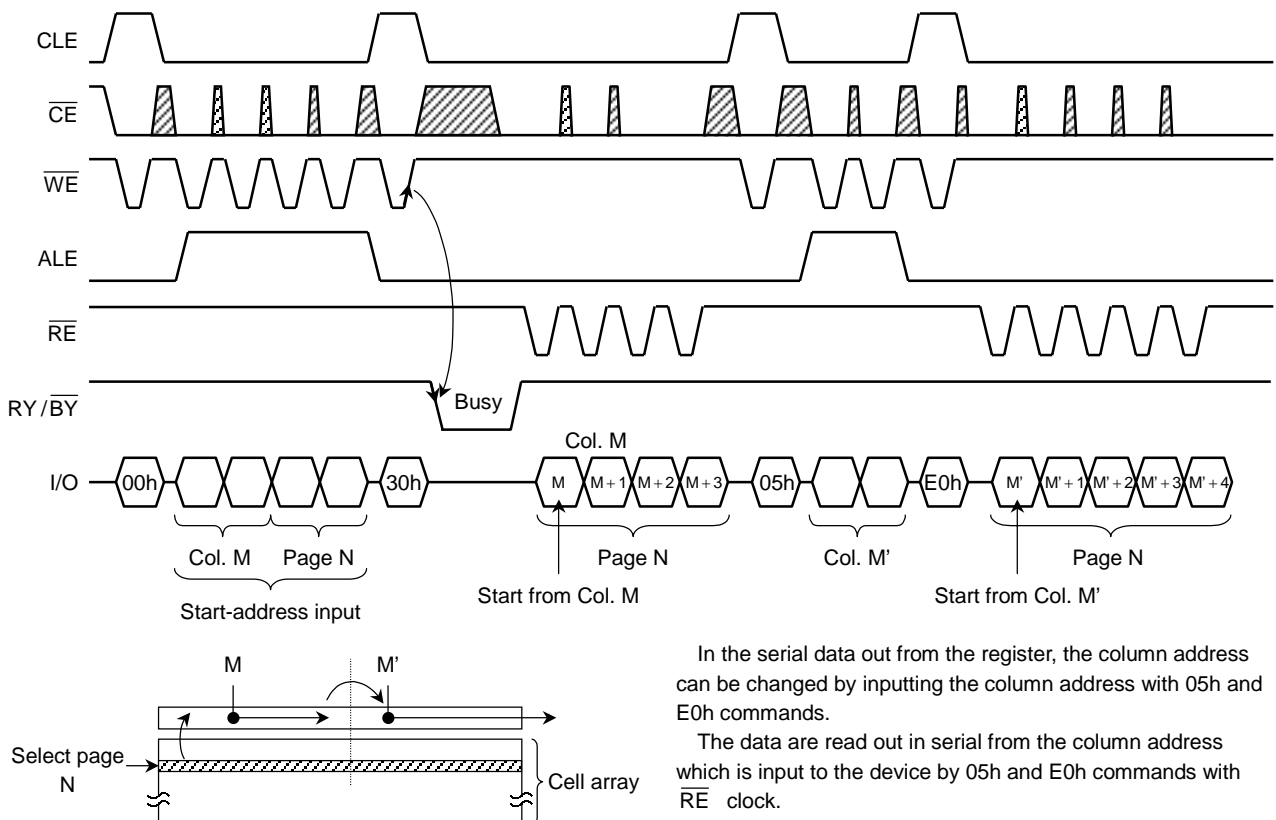 CLE
CE
WE
ALE
RE
RY / BY
Busy
Col. M
I/O
00h
30h
M
M + 1
M + 2
M + 3
05h
E0h
M'
M' + 1
M' + 2
M' + 3
M' + 4
Col. M
Page N
Page N
Col. M'
Page N
Start-address input
Start from Col. M
Start from Col. M'
M
M'
Select page
N
Cell array
In the serial data out from the register, the column address
can be changed by inputting the column address with 05h and
E0h commands.
The data are read out in serial from the column address
which is input to the device by 05h and E0h commands with
RE clock.